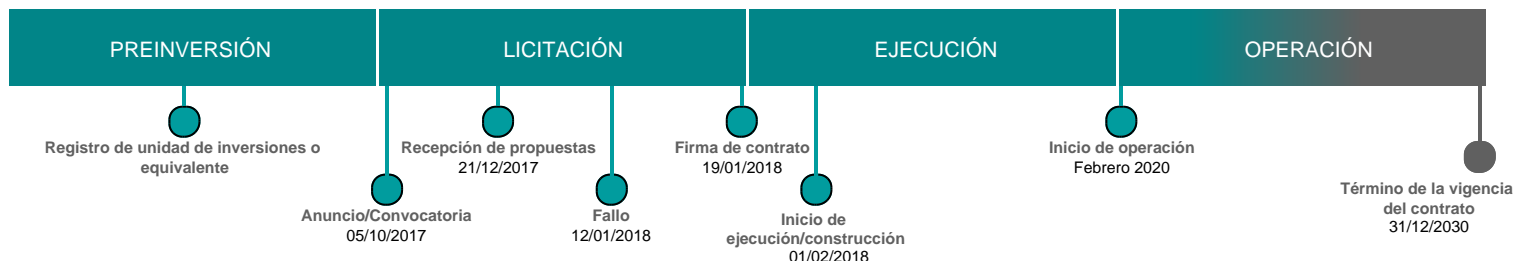 PREINVERSIÓN
LICITACIÓN
EJECUCIÓN
OPERACIÓN
Registro de unidad de inversiones o
equivalente
Anuncio/Convocatoria
05/10/2017
Recepción de propuestas
21/12/2017
Fallo
12/01/2018
Firma de contrato
19/01/2018
Inicio de
ejecución/construcción
01/02/2018
Inicio de operación
Febrero 2020
Término de la vigencia
del contrato
31/12/2030